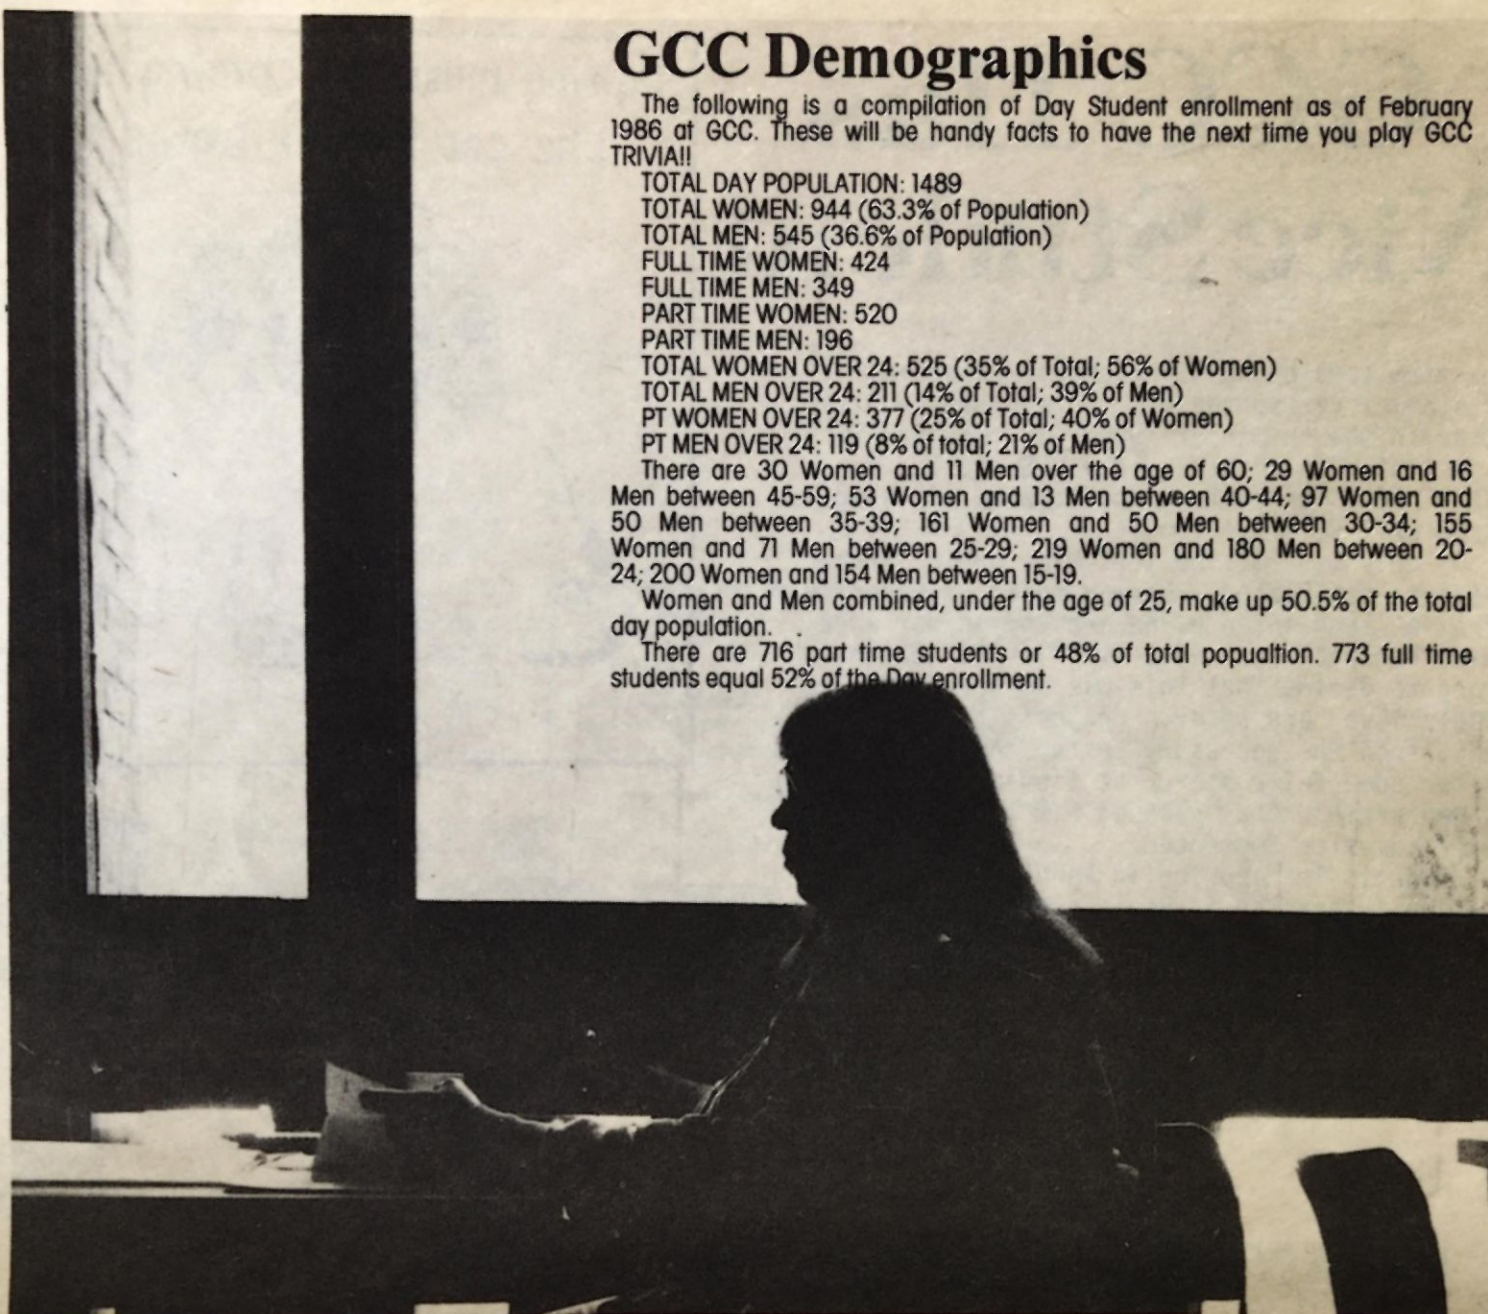 GCC Demographics
The following is a compilation of Day Student enrollment as of February
1986 at GCC. These will be handy facts to have the next time you play GCC
TRIVIA!!
TOTAL DAY POPULATION: 1489
TOTAL WOMEN: 944 (63.3% of Population)
TOTAL MEN: 545 (36.6% of Population)
FULL TIME WOMEN: 424
FULL TIME MEN: 349
PART TIME WOMEN: 520
PART TIME MEN: 196
TOTAL WOMEN OVER 24: 525 (35% of Total; 56% of Women)
TOTAL MEN OVER 24: 211 (14% of Total; 39% of Men)
PT WOMEN OVER 24: 377 (25% of Total; 40% of Women)
PT MEN OVER 24: 119 (8% of total; 21% of Men)
There are 30 Women and 11 Men over the age of 60; 29 Women and 16
Men between 45-59; 53 Women and 13 Men between 40-44; 97 Women and
50 Men between 35-39; 161 Women and 50 Men between 30-34; 155
Women and 71 Men between 25-29; 219 Women and 180 Men between 20-
24; 200 Women and 154 Men between 15-19.
Women and Men combined, under the age of 25, make up 50.5% of the total
day population.
There are 716 part time students or 48% of total popualtion. 773 full time
students equal 52% of the Day enrollment.